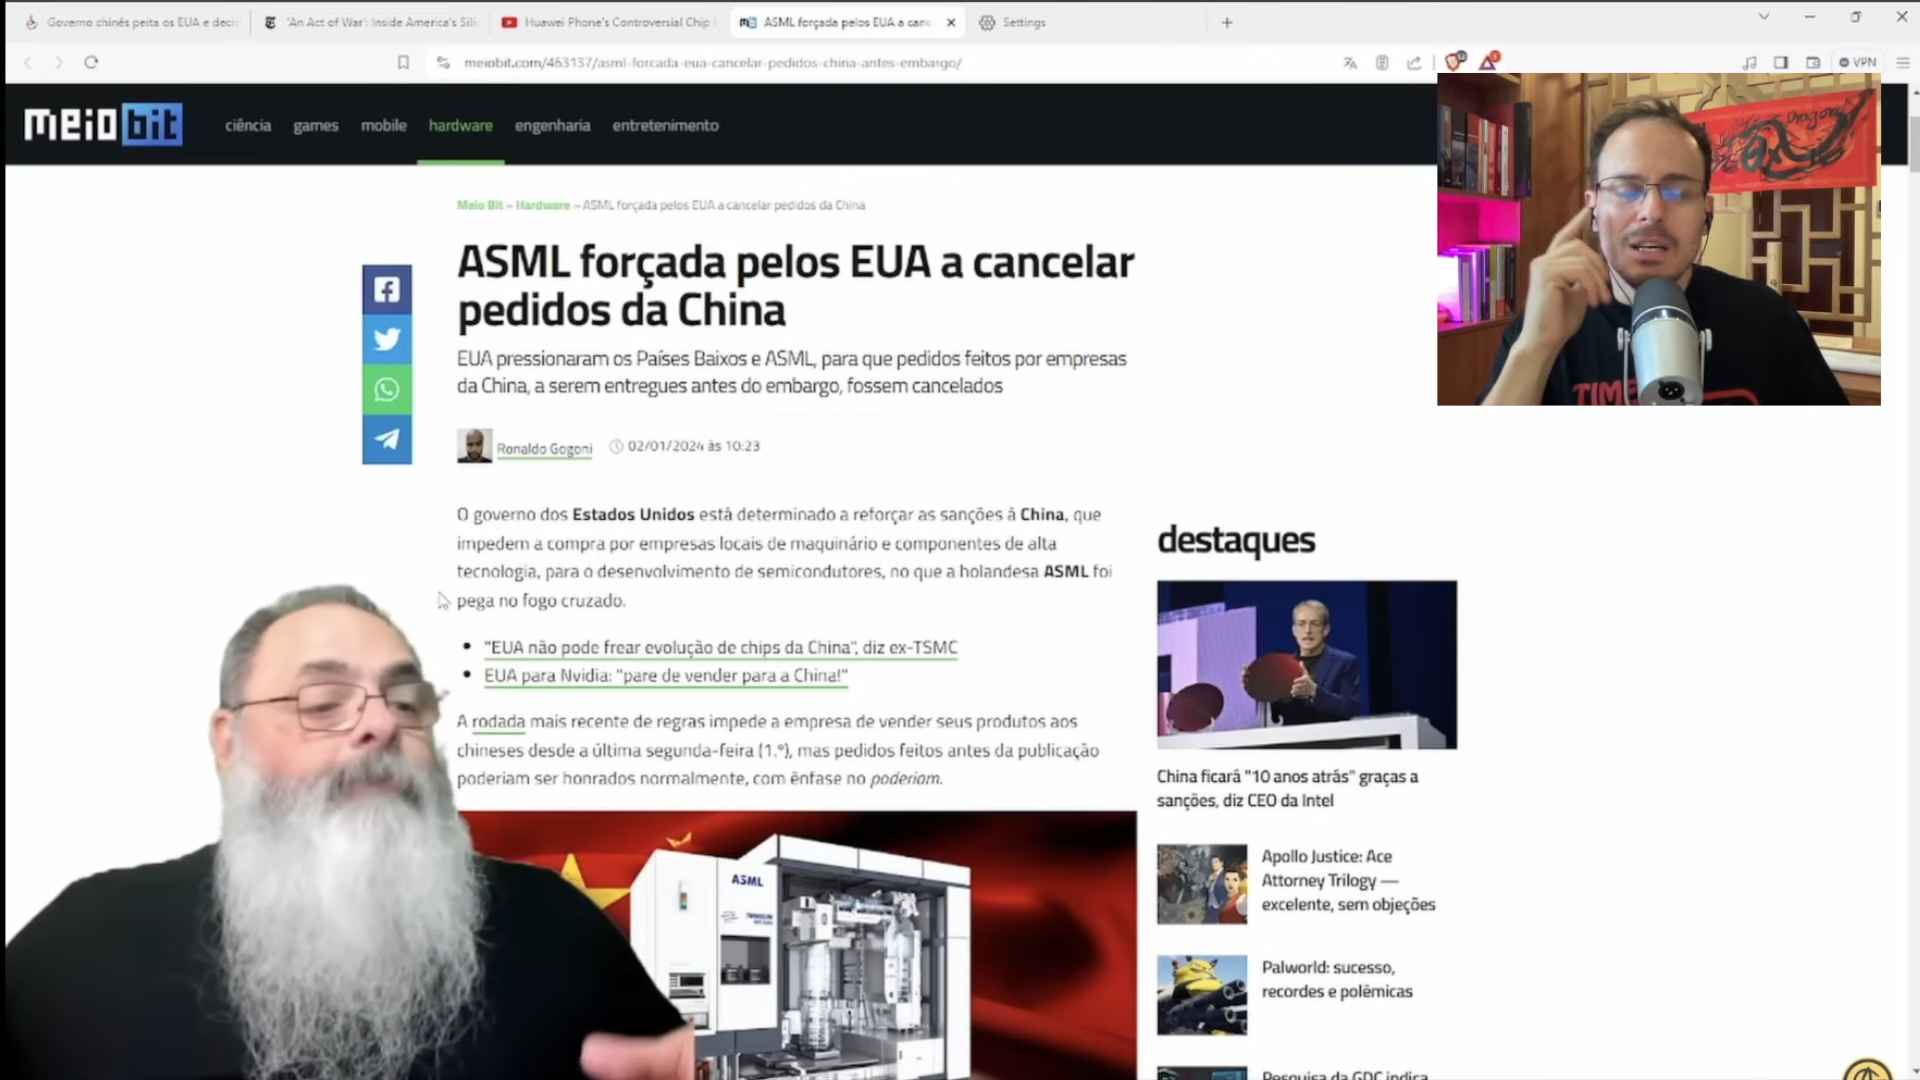 Governo chinês peita os EUA e decid
'An Act of War': Inside America's Sili
Huawei Phone's Controversial Chip
ASML forçada pelos EUA a canc
Settings
meiobit.com/463137/asml-forcada-eua-cancelar-pedidos-china-antes-embargo/
VPN
meio bit
ciência
games
mobile
hardware
engenharia
entretenimento
Meio Bit » Hardware » ASML forçada pelos EUA a cancelar pedidos da China
ASML forçada pelos EUA a cancelar
pedidos da China
EUA pressionaram os Países Baixos e ASML, para que pedidos feitos por empresas
da China, a serem entregues antes do embargo, fossem cancelados
Ronaldo Gogoni
02/01/2024 às 10:23
O governo dos Estados Unidos está determinado a reforçar as sanções à China, que
impedem a compra por empresas locais de maquinário e componentes de alta
tecnologia, para o desenvolvimento de semicondutores, no que a holandesa ASML foi
pega no fogo cruzado.
"EUA não pode frear evolução de chips da China", diz ex-TSMC
EUA para Nvidia: "pare de vender para a China!"
A rodada mais recente de regras impede a empresa de vender seus produtos aos
chineses desde a última segunda-feira (1.º), mas pedidos feitos antes da publicação
poderiam ser honrados normalmente, com ênfase no poderiam.
ASML
destaques
China ficará "10 anos atrás" graças a
sanções, diz CEO da Intel
Apollo Justice: Ace
Attorney Trilogy —
excelente, sem objeções
Palworld: sucesso,
recordes e polêmicas
Pesquisa da GDC indica
Dragon
TIME